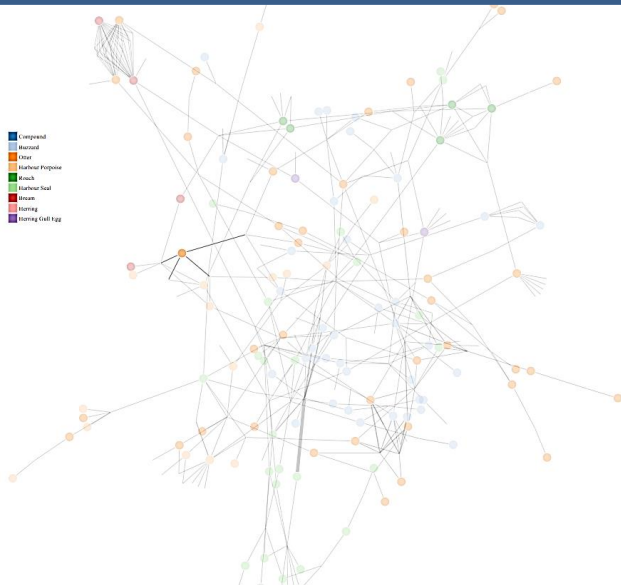 Compound
Buzzard
Otter
Harbour Porpoise
Roach
Harbour Seal
Bream
Herring
Herring Gull Egg